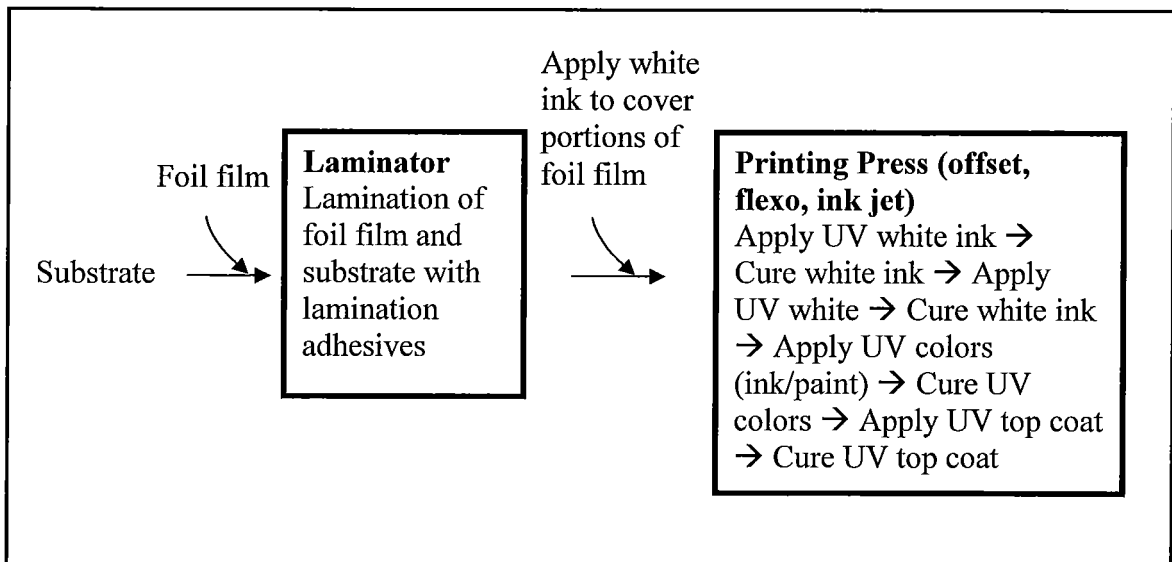 Substrate
Foil film
Laminator
Lamination of
foil film and
substrate with
lamination
adhesives
Apply white
ink to cover
portions of
foil film
Printing Press (offset,
flexo, ink jet)
Apply UV white ink →
Cure white ink → Apply
UV white → Cure white ink
→ Apply UV colors
(ink/paint) → Cure UV
colors → Apply UV top coat
→ Cure UV top coat